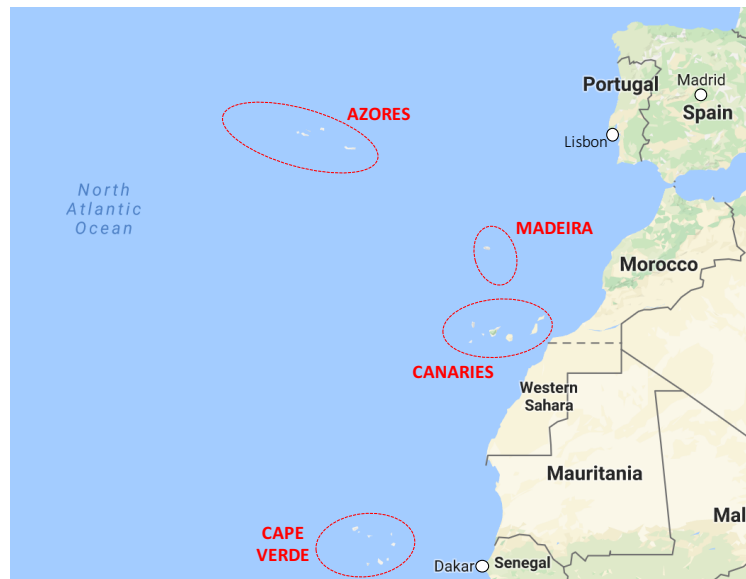 AZORES
Portugal
Madrid
Spain
Lisbon
North
Atlantic
Ocean
MADEIRA
Morocco
CANARIES
Western
Sahara
Mauritania
Mal
CAPE
VERDE
Dakar
Senegal